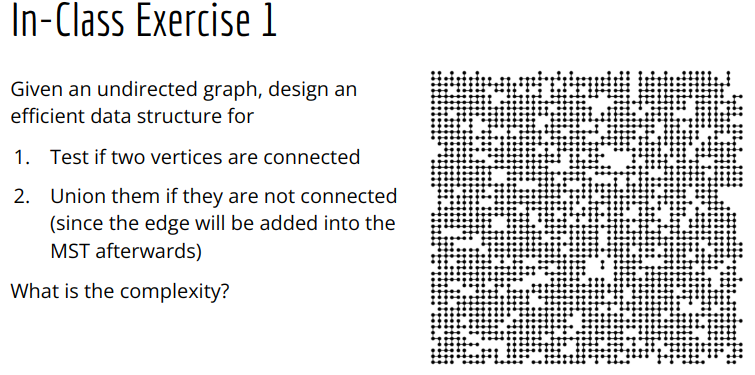 In-Class Exercise 1
Given an undirected graph, design an
efficient data structure for
1. Test if two vertices are connected
2. Union them if they are not connected
(since the edge will be added into the
MST afterwards)
What is the complexity?